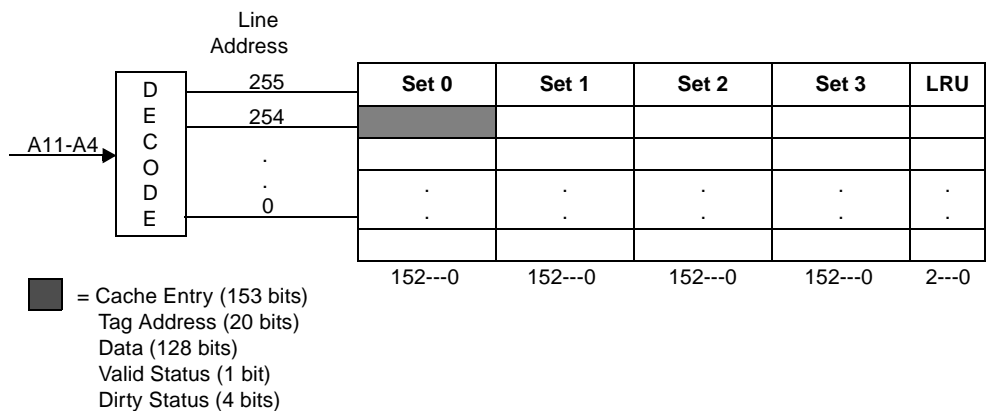 Line
Address
D
E
C
O
D
E
A11-A4
255
254
.
.
0
Set 0 Set 1 Set 2 Set 3 LRU
. . . . .
. . . . .
152---0 152---0 152---0 152---0 2---0
= Cache Entry (153 bits)
Tag Address (20 bits)
Data (128 bits)
Valid Status (1 bit)
Dirty Status (4 bits)